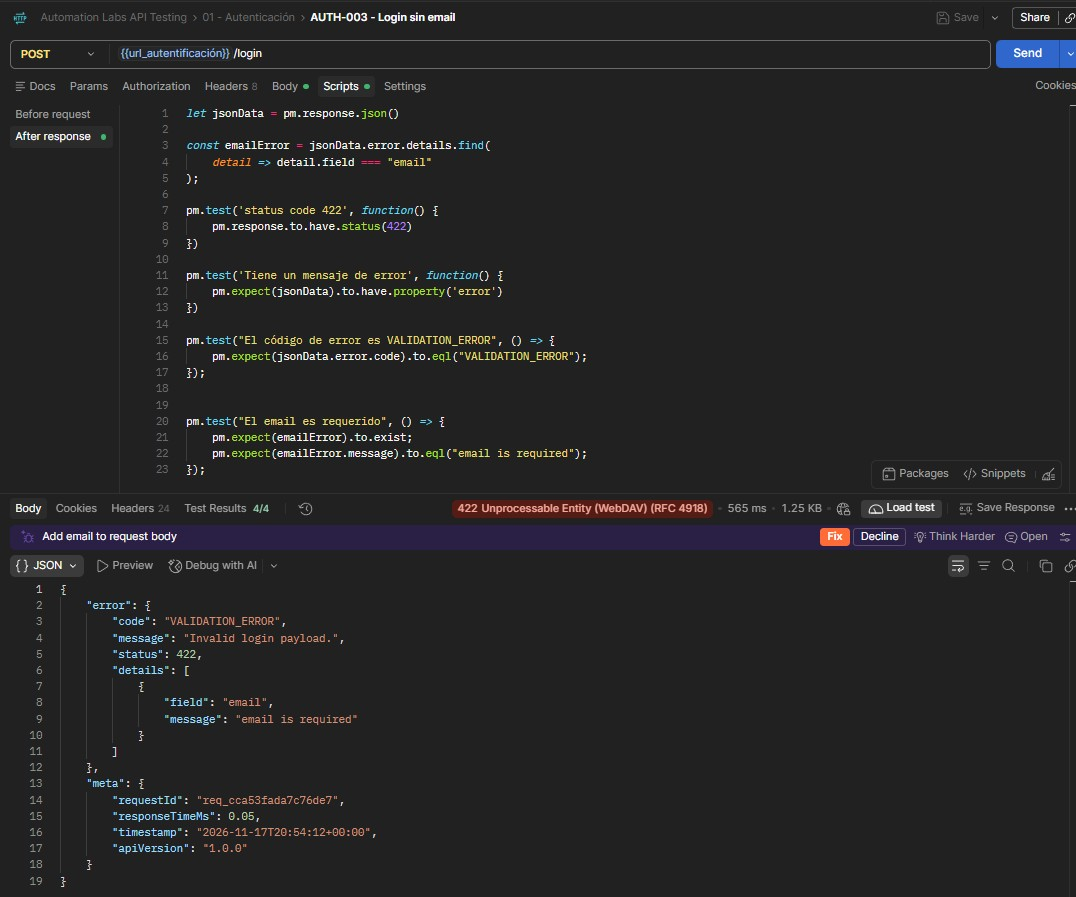 HTTP Automation Labs API Testing > 01 - Autenticación > AUTH-003 - Login sin email Save Share
POST {{url_autentificación}} /login Send
Docs Params Authorization Headers 8 Body Scripts Settings Cookies
Before request
After response
1 let jsonData = pm.response.json()
2
3 const emailError = jsonData.error.details.find(
4 detail => detail.field === "email"
5 );
6
7 pm.test('status code 422', function() {
8 pm.response.to.have.status(422)
9 })
10
11 pm.test('Tiene un mensaje de error', function() {
12 pm.expect(jsonData).to.have.property('error')
13 })
14
15 pm.test("El código de error es VALIDATION_ERROR", () => {
16 pm.expect(jsonData.error.code).to.eql("VALIDATION_ERROR");
17 });
18
19
20 pm.test("El email es requerido", () => {
21 pm.expect(emailError).to.exist;
22 pm.expect(emailError.message).to.eql("email is required");
23 });
Packages </> Snippets
Body Cookies Headers 24 Test Results 4/4 422 Unprocessable Entity (WebDAV) (RFC 4918) • 565 ms • 1.25 KB • Load test e.g. Save Response •••
Add email to request body Fix Decline Think Harder Open
{ } JSON Preview Debug with AI
1 {
2 "error": {
3 "code": "VALIDATION_ERROR",
4 "message": "Invalid login payload.",
5 "status": 422,
6 "details": [
7 {
8 "field": "email",
9 "message": "email is required"
10 }
11 ]
12 },
13 "meta": {
14 "requestId": "req_cca53fada7c76de7",
15 "responseTimeMs": 0.05,
16 "timestamp": "2026-11-17T20:54:12+00:00",
17 "apiVersion": "1.0.0"
18 }
19 }